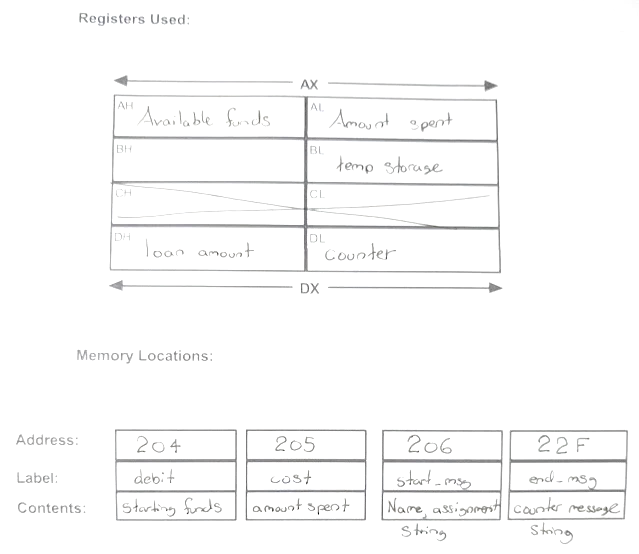 Registers Used:
AX
AH Available funds AL Amount spent
BH BL temp storage
CH CL
DH loan amount DL counter
DX
Memory Locations:
Address: 204 205 206 22F
Label: debit cost start_msg end_msg
Contents: starting funds amount spent Name, assignment counter message
String String